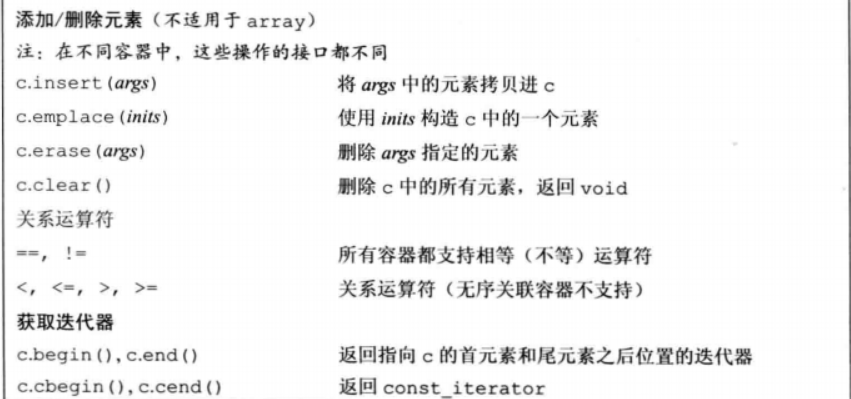 添加/删除元素（不适用于 array）
注：在不同容器中，这些操作的接口都不同
c.insert(args) 将 args 中的元素拷贝进 c
c.emplace(inits) 使用 inits 构造 c 中的一个元素
c.erase(args) 删除 args 指定的元素
c.clear() 删除 c 中的所有元素，返回 void
关系运算符
==, != 所有容器都支持相等（不等）运算符
<, <=, >, >= 关系运算符（无序关联容器不支持）
获取迭代器
c.begin(),c.end() 返回指向 c 的首元素和尾元素之后位置的迭代器
c.cbegin(),c.cend() 返回 const_iterator